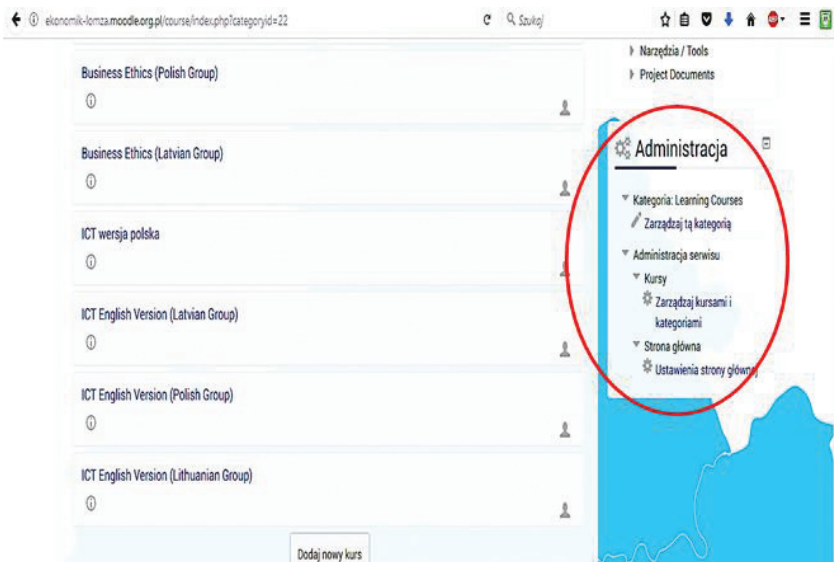 ekonomik-lomza.moodle.org.pl/course/index.php?categoryid=22
Szukaj
Business Ethics (Polish Group)
Business Ethics (Latvian Group)
ICT wersja polska
ICT English Version (Latvian Group)
ICT English Version (Polish Group)
ICT English Version (Lithuanian Group)
Dodaj nowy kurs
Narzędzia / Tools
Project Documents
Administracja
Kategoria: Learning Courses
Zarządzaj tą kategorią
Administracja serwisu
Kursy
Zarządzaj kursami i
kategoriami
Strona główna
Ustawienia strony głównej